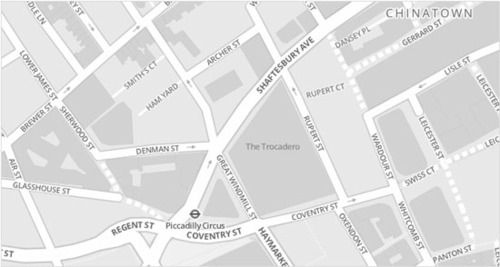 CHINATOWN
DANSEY PL
GERRARD ST
ARCHER ST
SHAFTESBURY AVE
LOWER JAMES ST
SMITH'S CT
HAM YARD
LISLE ST
RUPERT CT
LEICESTER ST
BREWER ST
SHERWOOD ST
RUPERT ST
WARDOUR ST
DENMAN ST
The Trocadero
AIR ST
GREAT WINDMILL ST
SWISS CT
GLASSHOUSE ST
COVENTRY ST
WHITCOMB ST
OXENDON ST
Piccadilly Circus
REGENT ST
COVENTRY ST
HAYMARKE
PANTON ST
ST